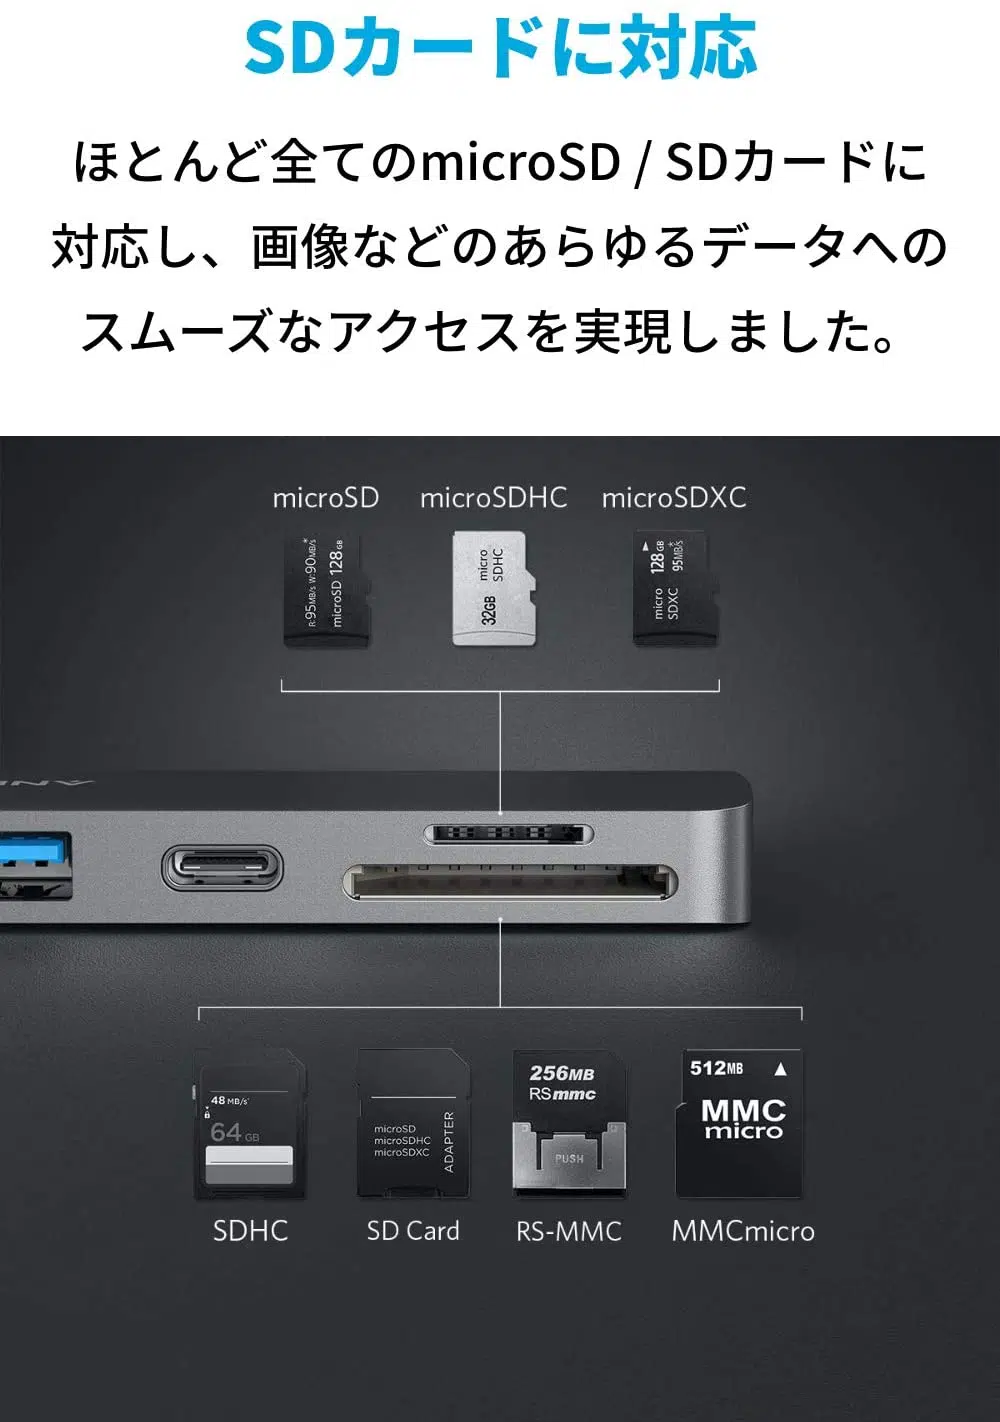 SDカードに対応
ほとんど全てのmicroSD / SDカードに
対応し、画像などのあらゆるデータへの
スムーズなアクセスを実現しました。
microSD microSDHC microSDXC
R:95MB/s W:90MB/s*
microSD 128GB
32GB
micro
SDHC
micro
SDXC
128GB
95MB/s*
48 MB/s*
64 GB
microSD
microSDHC
microSDXC
ADAPTER
256MB
RSmmc
PUSH
512MB
MMC
micro
SDHC SD Card RS-MMC MMCmicro